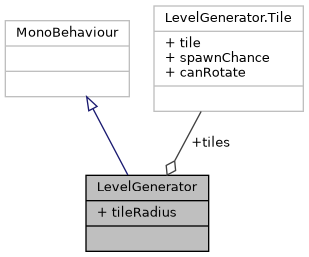 MonoBehaviour
LevelGenerator.Tile
+ tile
+ spawnChance
+ canRotate
+tiles
LevelGenerator
+ tileRadius